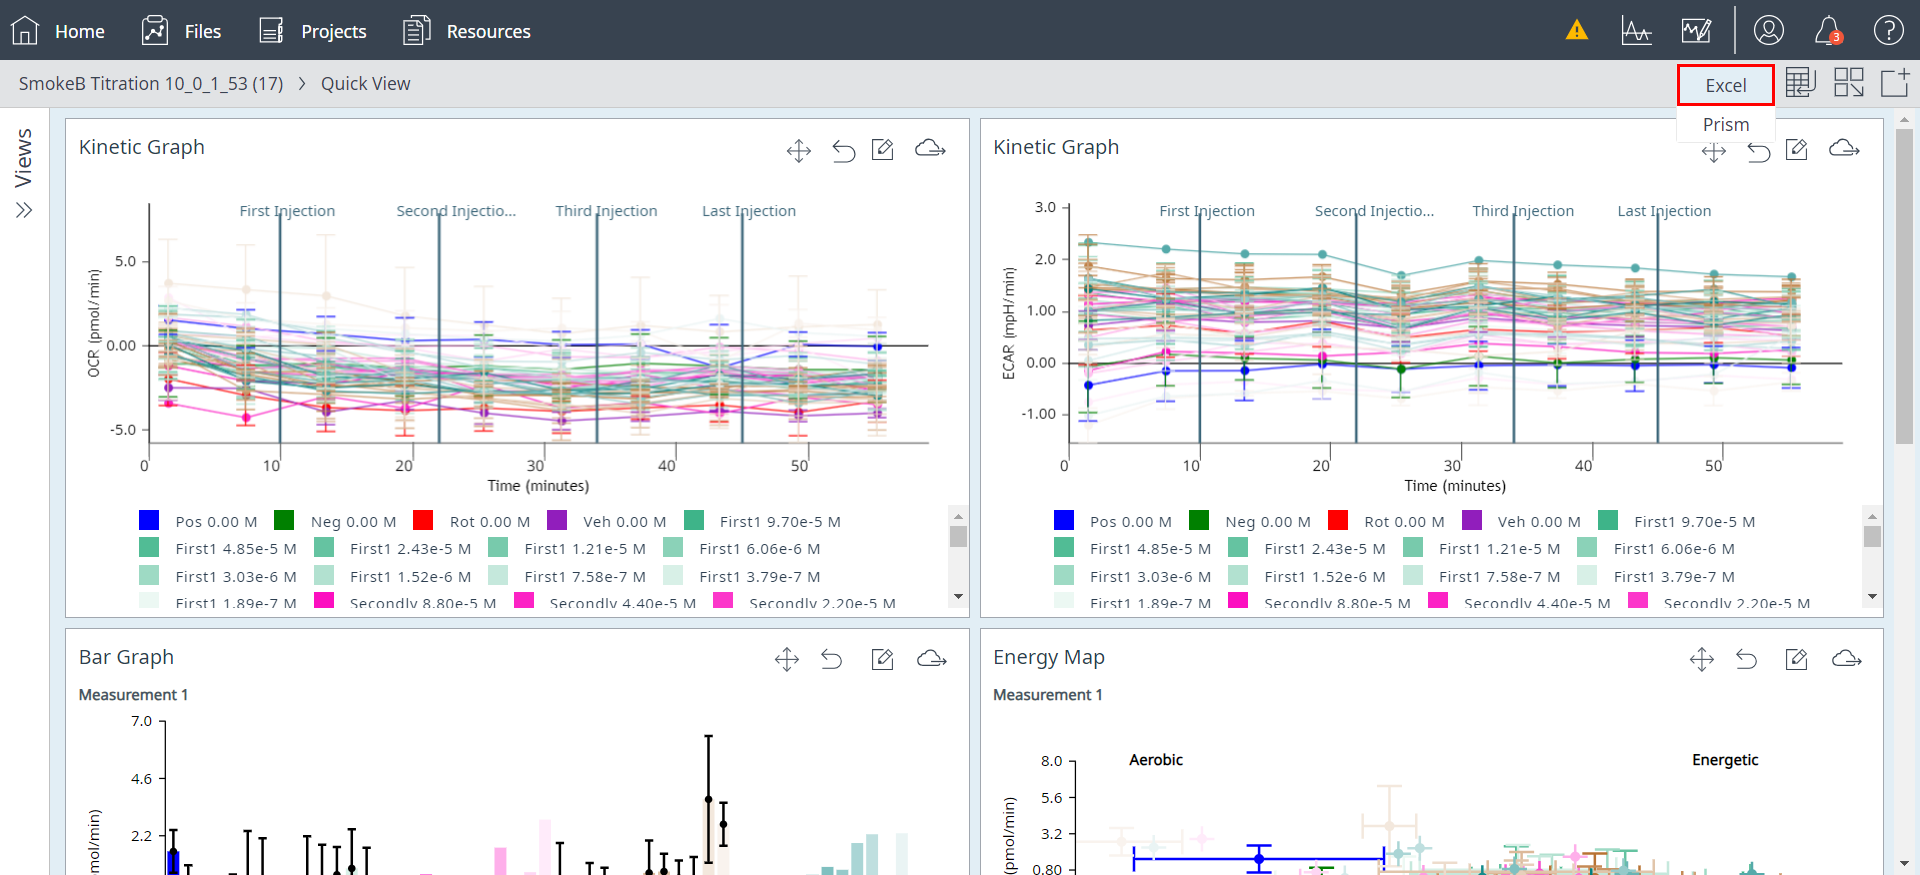 Home Files Projects Resources 3
SmokeB Titration 10_0_1_53 (17) > Quick View Excel
Prism
Views
Kinetic Graph
First Injection Second Injectio... Third Injection Last Injection
5.0
0.00
-5.0
OCR (pmol/min)
0 10 20 30 40 50
Time (minutes)
Pos 0.00 M Neg 0.00 M Rot 0.00 M Veh 0.00 M First1 9.70e-5 M
First1 4.85e-5 M First1 2.43e-5 M First1 1.21e-5 M First1 6.06e-6 M
First1 3.03e-6 M First1 1.52e-6 M First1 7.58e-7 M First1 3.79e-7 M
First1 1.89e-7 M Secondly 8.80e-5 M Secondly 4.40e-5 M Secondly 2.20e-5 M
Kinetic Graph
First Injection Second Injectio... Third Injection Last Injection
3.0
2.0
1.00
0.00
-1.00
ECAR (mpH/min)
0 10 20 30 40 50
Time (minutes)
Pos 0.00 M Neg 0.00 M Rot 0.00 M Veh 0.00 M First1 9.70e-5 M
First1 4.85e-5 M First1 2.43e-5 M First1 1.21e-5 M First1 6.06e-6 M
First1 3.03e-6 M First1 1.52e-6 M First1 7.58e-7 M First1 3.79e-7 M
First1 1.89e-7 M Secondly 8.80e-5 M Secondly 4.40e-5 M Secondly 2.20e-5 M
Bar Graph
Measurement 1
7.0
4.6
2.2
mol/min)
Energy Map
Measurement 1
Aerobic Energetic
8.0
5.6
3.2
0.80
(pmol/min)